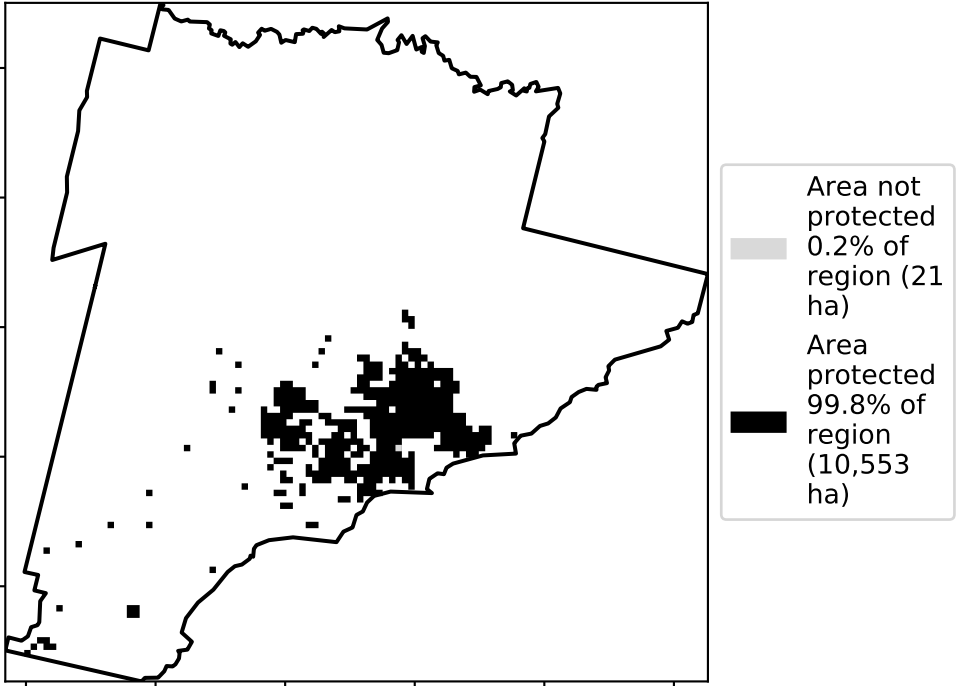 Area not
protected
0.2% of
region (21
ha)
Area
protected
99.8% of
region
(10,553
ha)